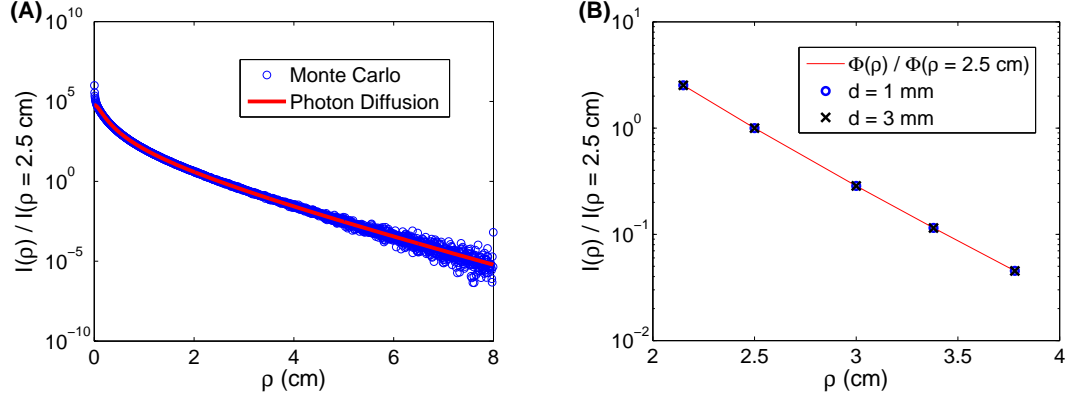 (A)
10^10
10^5
10^0
10^−5
10^−10
I(ρ) / I(ρ = 2.5 cm)
0 2 4 6 8
ρ (cm)
Monte Carlo
Photon Diffusion
(B)
10^1
10^0
10^−1
10^−2
I(ρ) / I(ρ = 2.5 cm)
2 2.5 3 3.5 4
ρ (cm)
Φ(ρ) / Φ(ρ = 2.5 cm)
d = 1 mm
d = 3 mm